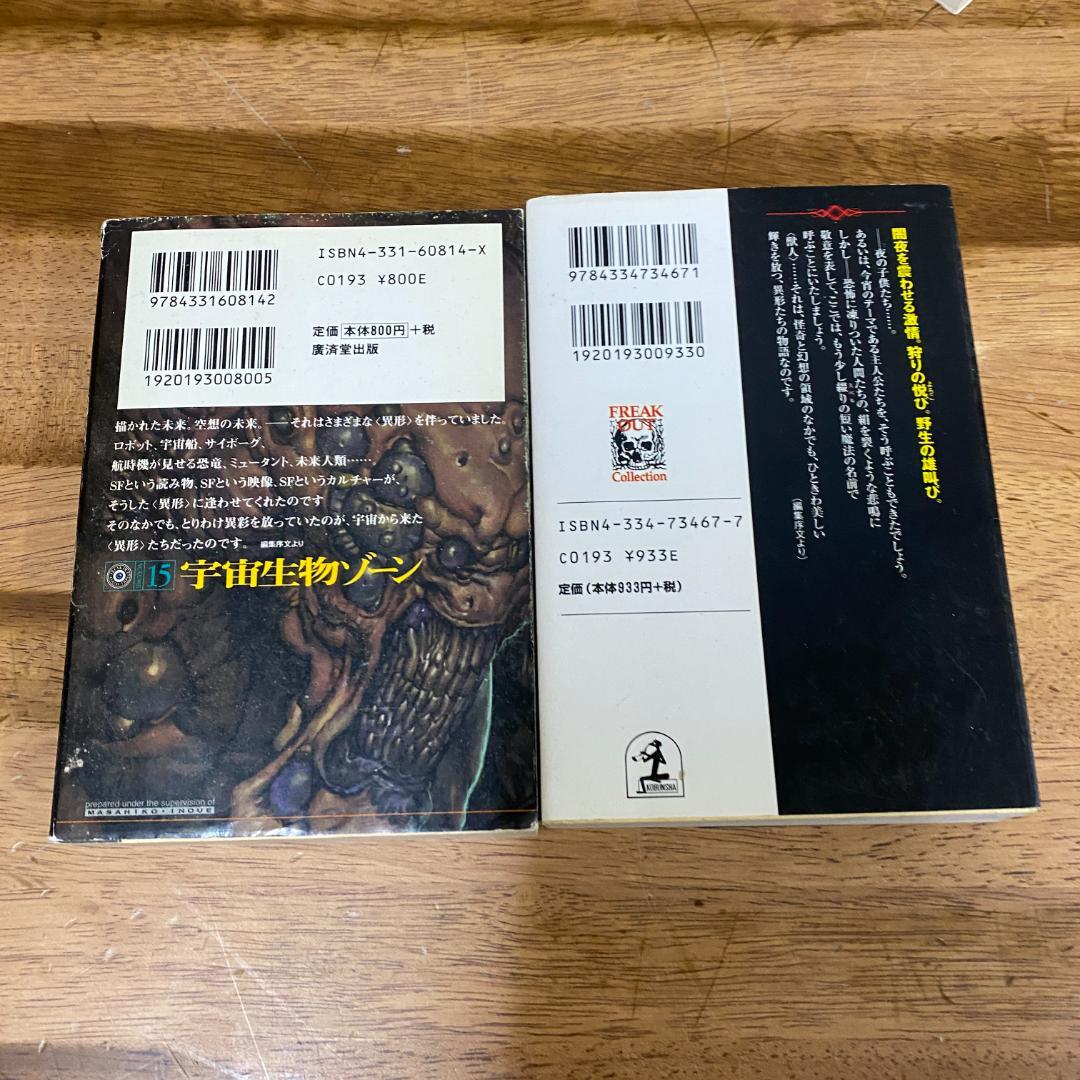 ISBN4-331-60814-X
C0193 ¥800E
9784331608142
定価 本体800円 +税
廣済堂出版
1920193008005
描かれた未来。空想の未来。――それはさまざまな〈異形〉を伴っていました。
ロボット、宇宙船、サイボーグ、
航時機が見せる恐竜、ミュータント、未来人類……
SFという読み物、SFという映像、SFというカルチャーが、
そうした〈異形〉に逢わせてくれたのです
そのなかでも、とりわけ異彩を放っていたのが、宇宙から来た
〈異形〉たちだったのです。 編集序文より
15 宇宙生物ゾーン
prepared under the supervision of
MASAHIKO・INOUE
9784334734671
1920193009330
FREAK
OUT
Collection
ISBN4-334-73467-7
C0193 ¥933E
定価(本体933円+税)
KOBUNSHA
闇夜を震わせる激情。狩りの悦び。野生の雄叫び。
よろこ
――夜の子供たち……。
あるいは、今宵のテーマである主人公たちを、そう呼ぶこともできたでしょう。
しかし――恐怖に凍りついた人間たちの、絹を裂くような悲鳴に
敬意を表して、ここでは、もう少し綴りの短い魔法の名前で
呼ぶことにいたしましょう。
〈獣人〉……それは、怪奇と幻想の領域のなかでも、ひときわ美しい
輝きを放つ、異形たちの物語なのです。
(編集序文より)